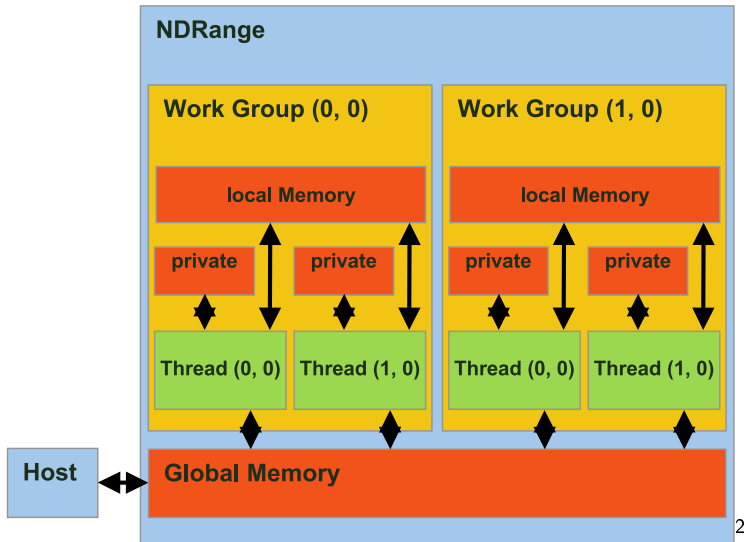 NDRange
Work Group (0, 0)
Work Group (1, 0)
local Memory
local Memory
private
private
private
private
Thread (0, 0)
Thread (1, 0)
Thread (0, 0)
Thread (1, 0)
Host
Global Memory
2